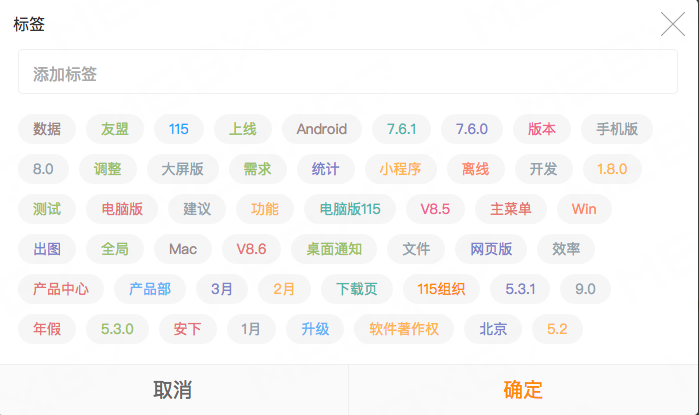 标签
添加标签
数据 友盟 115 上线 Android 7.6.1 7.6.0 版本 手机版
8.0 调整 大屏版 需求 统计 小程序 离线 开发 1.8.0
测试 电脑版 建议 功能 电脑版115 V8.5 主菜单 Win
出图 全局 Mac V8.6 桌面通知 文件 网页版 效率
产品中心 产品部 3月 2月 下载页 115组织 5.3.1 9.0
年假 5.3.0 安下 1月 升级 软件著作权 北京 5.2
取消 确定